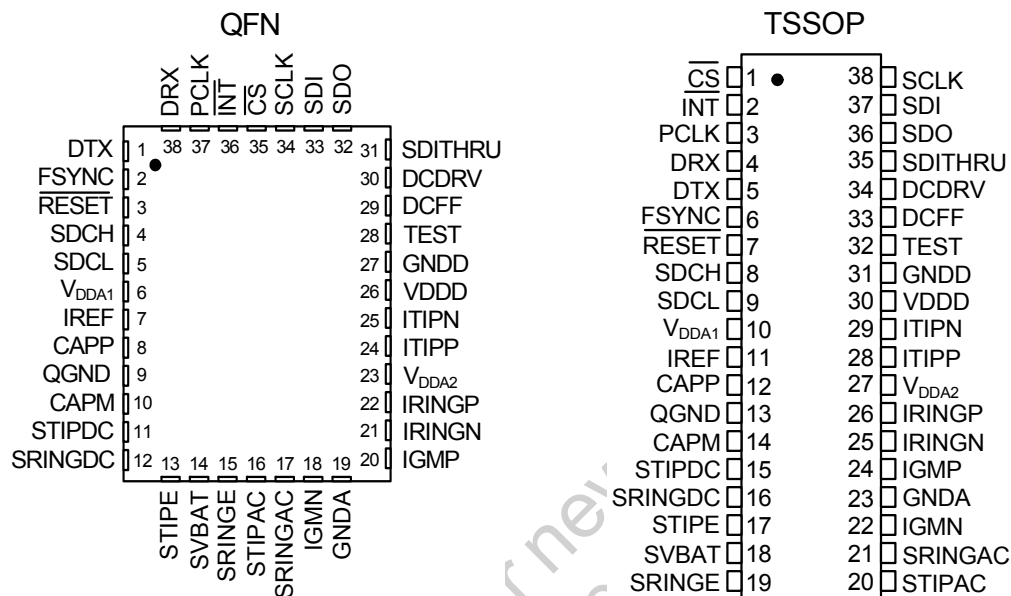 QFN
DRX
PCLK
INT
CS
SCLK
SDI
SDO
38
37
36
35
34
33
32
DTX 1
FSYNC 2
RESET 3
SDCH 4
SDCL 5
VDDA1 6
IREF 7
CAPP 8
QGND 9
CAPM 10
STIPDC 11
SRINGDC 12
31 SDITHRU
30 DCDRV
29 DCFF
28 TEST
27 GNDD
26 VDDD
25 ITIPN
24 ITIPP
23 VDDA2
22 IRINGP
21 IRINGN
20 IGMP
13
14
15
16
17
18
19
STIPE
SVBAT
SRINGE
STIPAC
SRINGAC
IGMN
GNDA
TSSOP
CS 1
INT 2
PCLK 3
DRX 4
DTX 5
FSYNC 6
RESET 7
SDCH 8
SDCL 9
VDDA1 10
IREF 11
CAPP 12
QGND 13
CAPM 14
STIPDC 15
SRINGDC 16
STIPE 17
SVBAT 18
SRINGE 19
38 SCLK
37 SDI
36 SDO
35 SDITHRU
34 DCDRV
33 DCFF
32 TEST
31 GNDD
30 VDDD
29 ITIPN
28 ITIPP
27 VDDA2
26 IRINGP
25 IRINGN
24 IGMP
23 GNDA
22 IGMN
21 SRINGAC
20 STIPAC